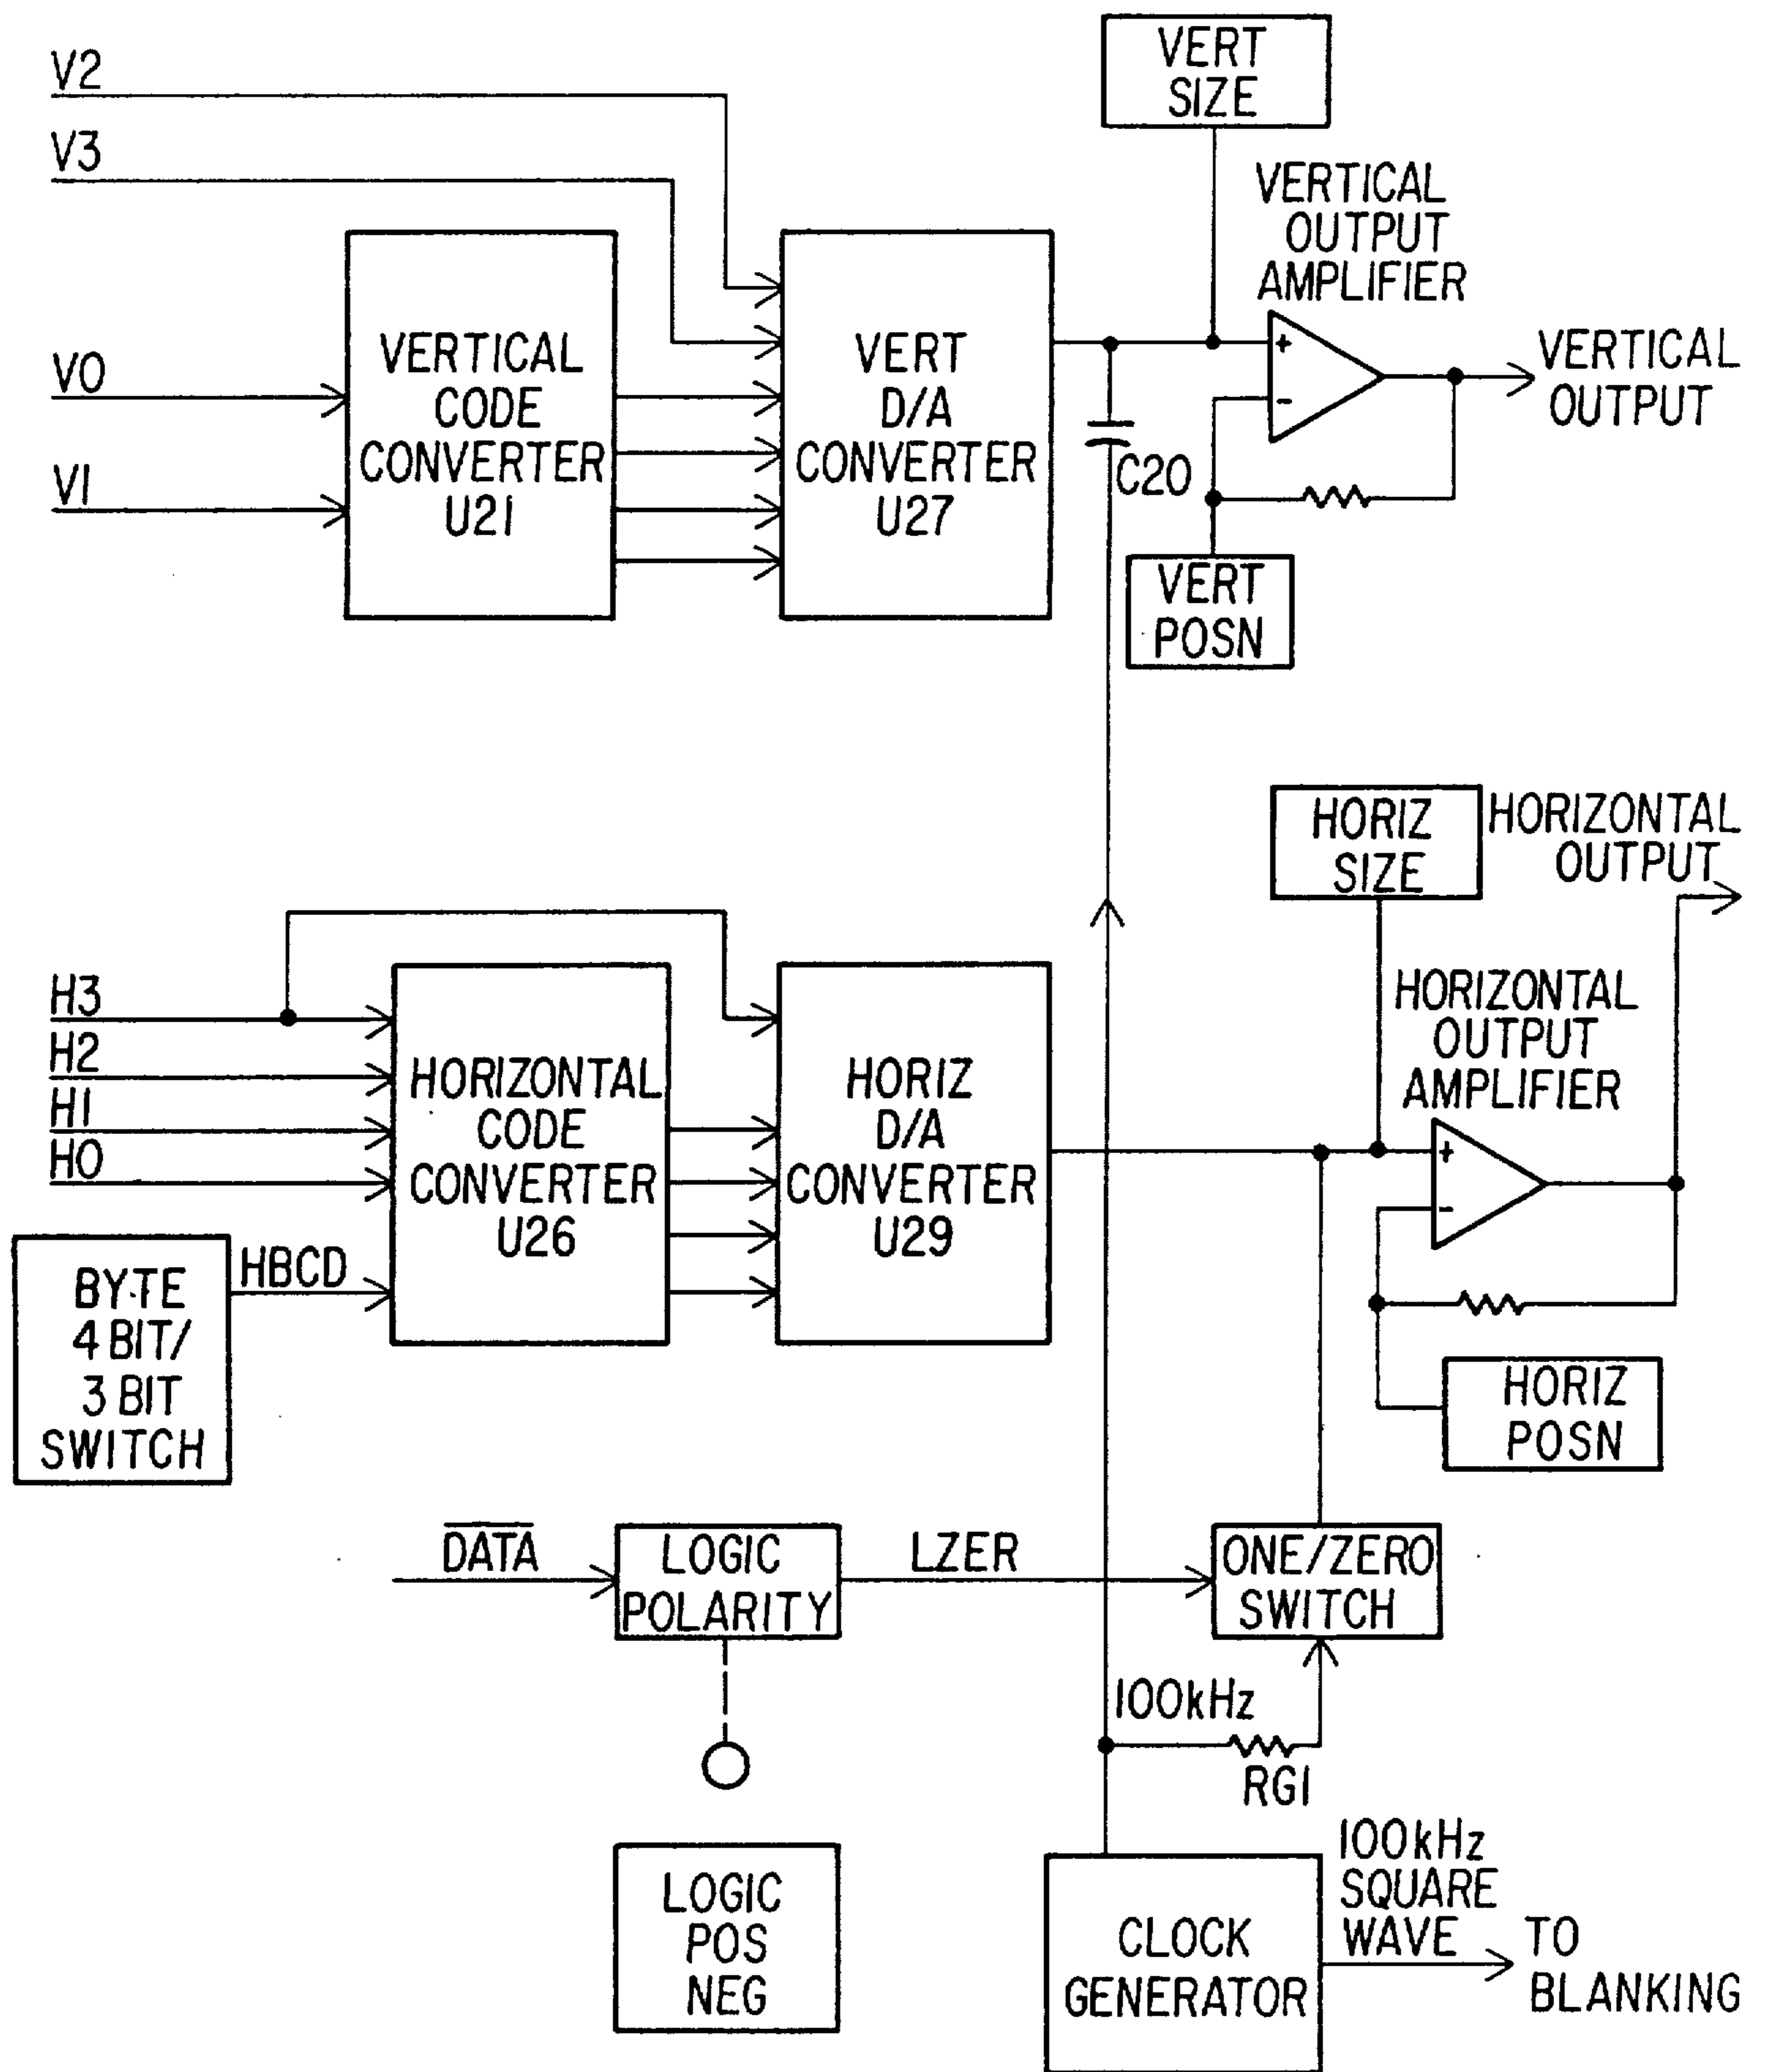 V2
V3
V0
V1
VERTICAL
CODE
CONVERTER
U21
VERT
D/A
CONVERTER
U27
VERT
SIZE
VERTICAL
OUTPUT
AMPLIFIER
+
-
VERTICAL
OUTPUT
C20
VERT
POSN
HORIZ
SIZE
HORIZONTAL
OUTPUT
H3
H2
H1
H0
HORIZONTAL
CODE
CONVERTER
U26
HORIZ
D/A
CONVERTER
U29
HORIZONTAL
OUTPUT
AMPLIFIER
+
-
BYTE
4 BIT/
3 BIT
SWITCH
HBCD
HORIZ
POSN
DATA
LOGIC
POLARITY
LZER
ONE/ZERO
SWITCH
100kHz
RG1
LOGIC
POS
NEG
CLOCK
GENERATOR
100kHz
SQUARE
WAVE
TO
BLANKING